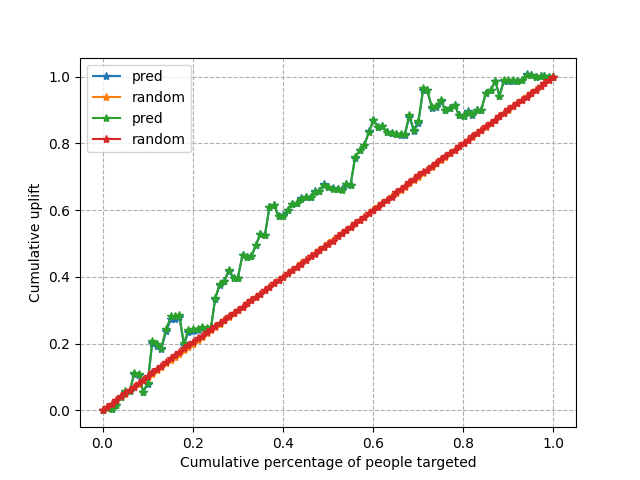 pred
random
pred
random
1.0
0.8
0.6
0.4
0.2
0.0
Cumulative uplift
0.0 0.2 0.4 0.6 0.8 1.0
Cumulative percentage of people targeted